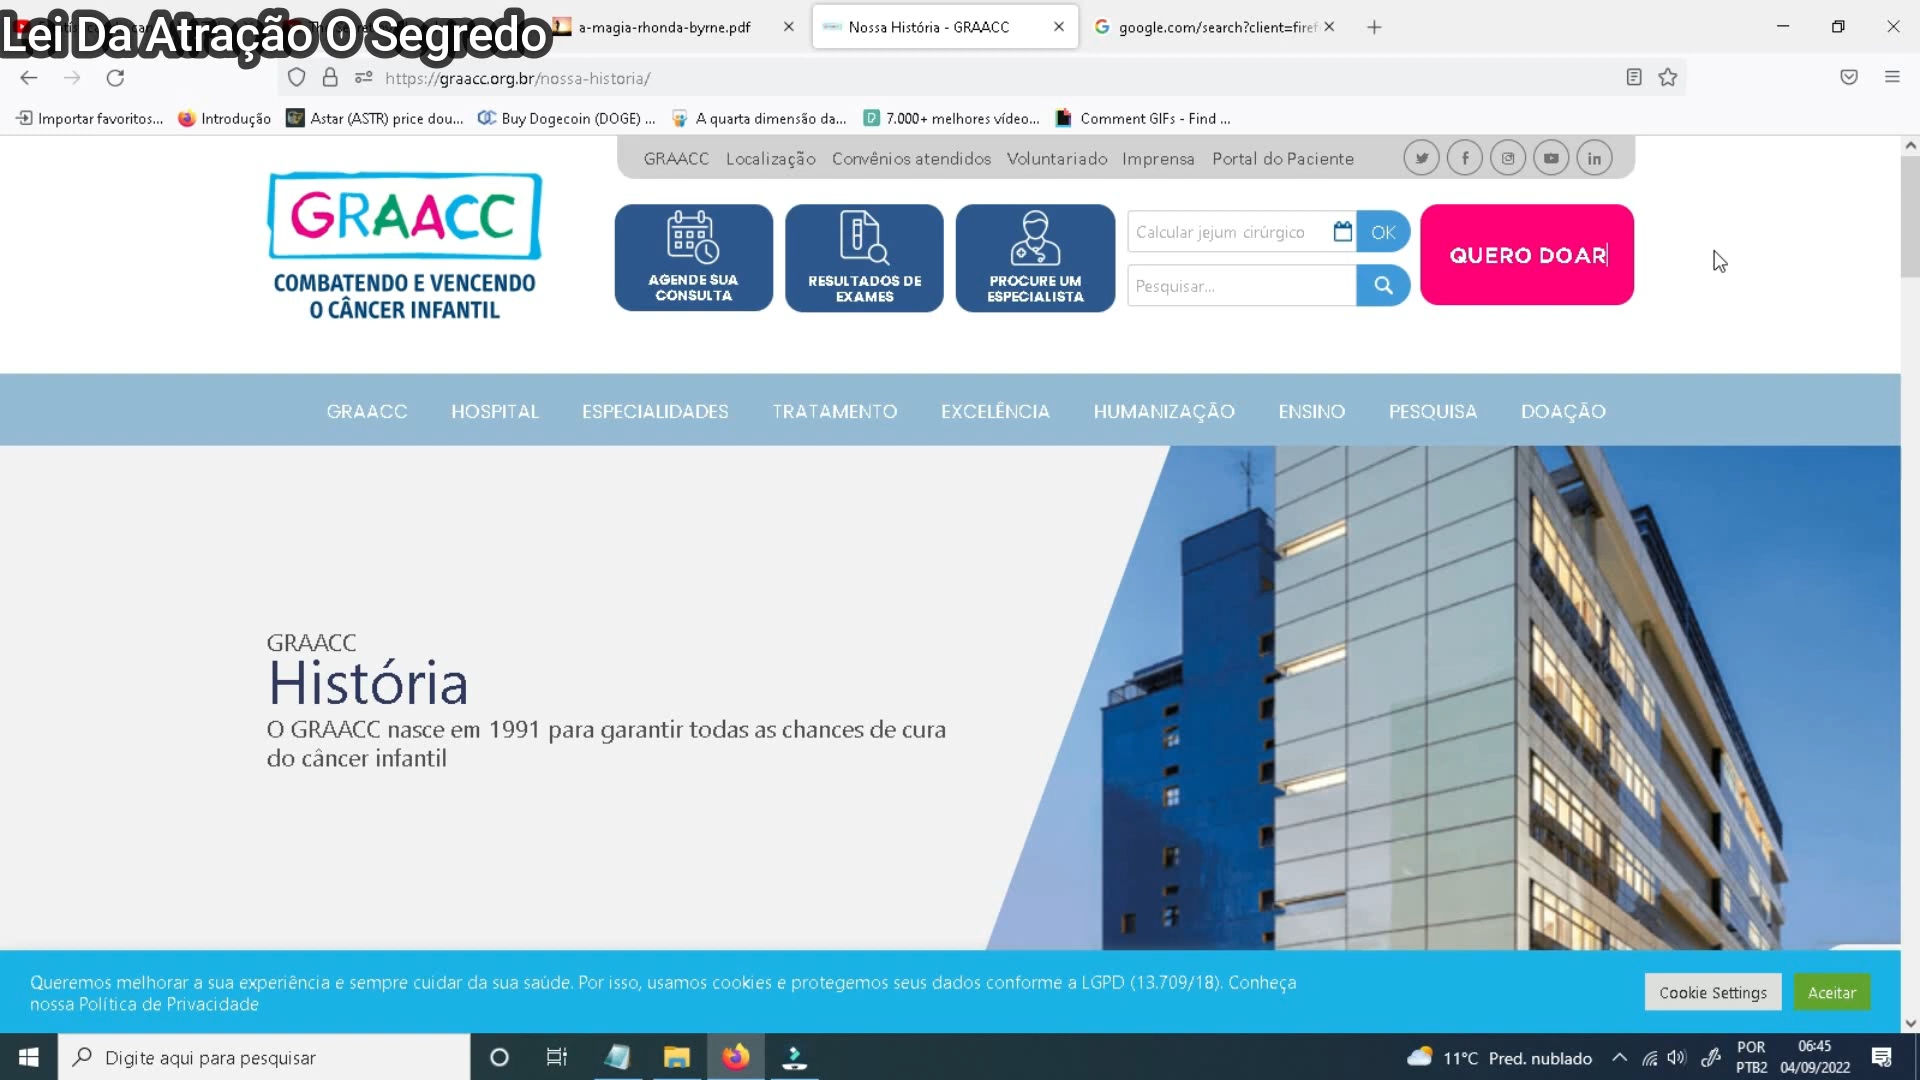 Lei Da Atração O Segredo
a-magia-rhonda-byrne.pdf
Nossa História - GRAACC
google.com/search?client=firef
https://graacc.org.br/nossa-historia/
Importar favoritos...
Introdução
Astar (ASTR) price dou...
Buy Dogecoin (DOGE) ...
A quarta dimensão da...
7.000+ melhores vídeo...
Comment GIFs - Find ...
GRAACC Localização Convênios atendidos Voluntariado Imprensa Portal do Paciente
GRAACC
COMBATENDO E VENCENDO
O CÂNCER INFANTIL
AGENDE SUA
CONSULTA
RESULTADOS DE
EXAMES
PROCURE UM
ESPECIALISTA
Calcular jejum cirúrgico
OK
Pesquisar...
QUERO DOAR
GRAACC HOSPITAL ESPECIALIDADES TRATAMENTO EXCELÊNCIA HUMANIZAÇÃO ENSINO PESQUISA DOAÇÃO
GRAACC
História
O GRAACC nasce em 1991 para garantir todas as chances de cura
do câncer infantil
Queremos melhorar a sua experiência e sempre cuidar da sua saúde. Por isso, usamos cookies e protegemos seus dados conforme a LGPD (13.709/18). Conheça
nossa Política de Privacidade
Cookie Settings
Aceitar
Digite aqui para pesquisar
11°C Pred. nublado
POR
PTB2
06:45
04/09/2022